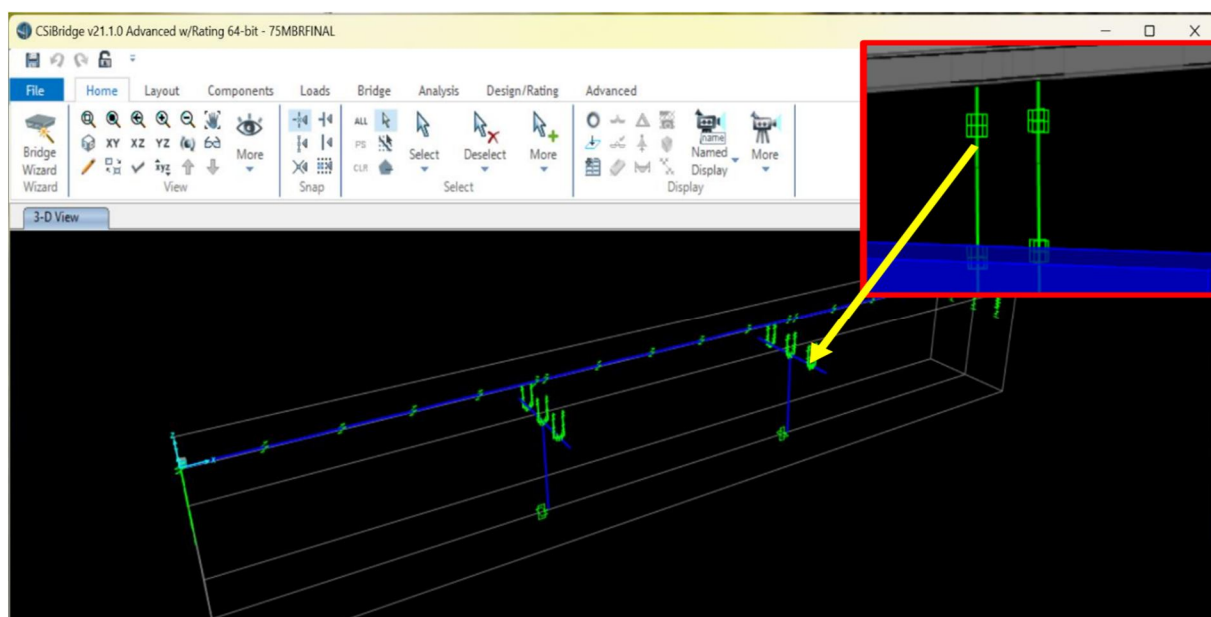 CSiBridge v21.1.0 Advanced w/Rating 64-bit - 75MBRFINAL
File Home Layout Components Loads Bridge Analysis Design/Rating Advanced
ALL
XY XZ YZ PS name
Bridge More Select Deselect More Named More
Wizard xyz CLR Display
Wizard View Snap Select Display
3-D View
Z
X